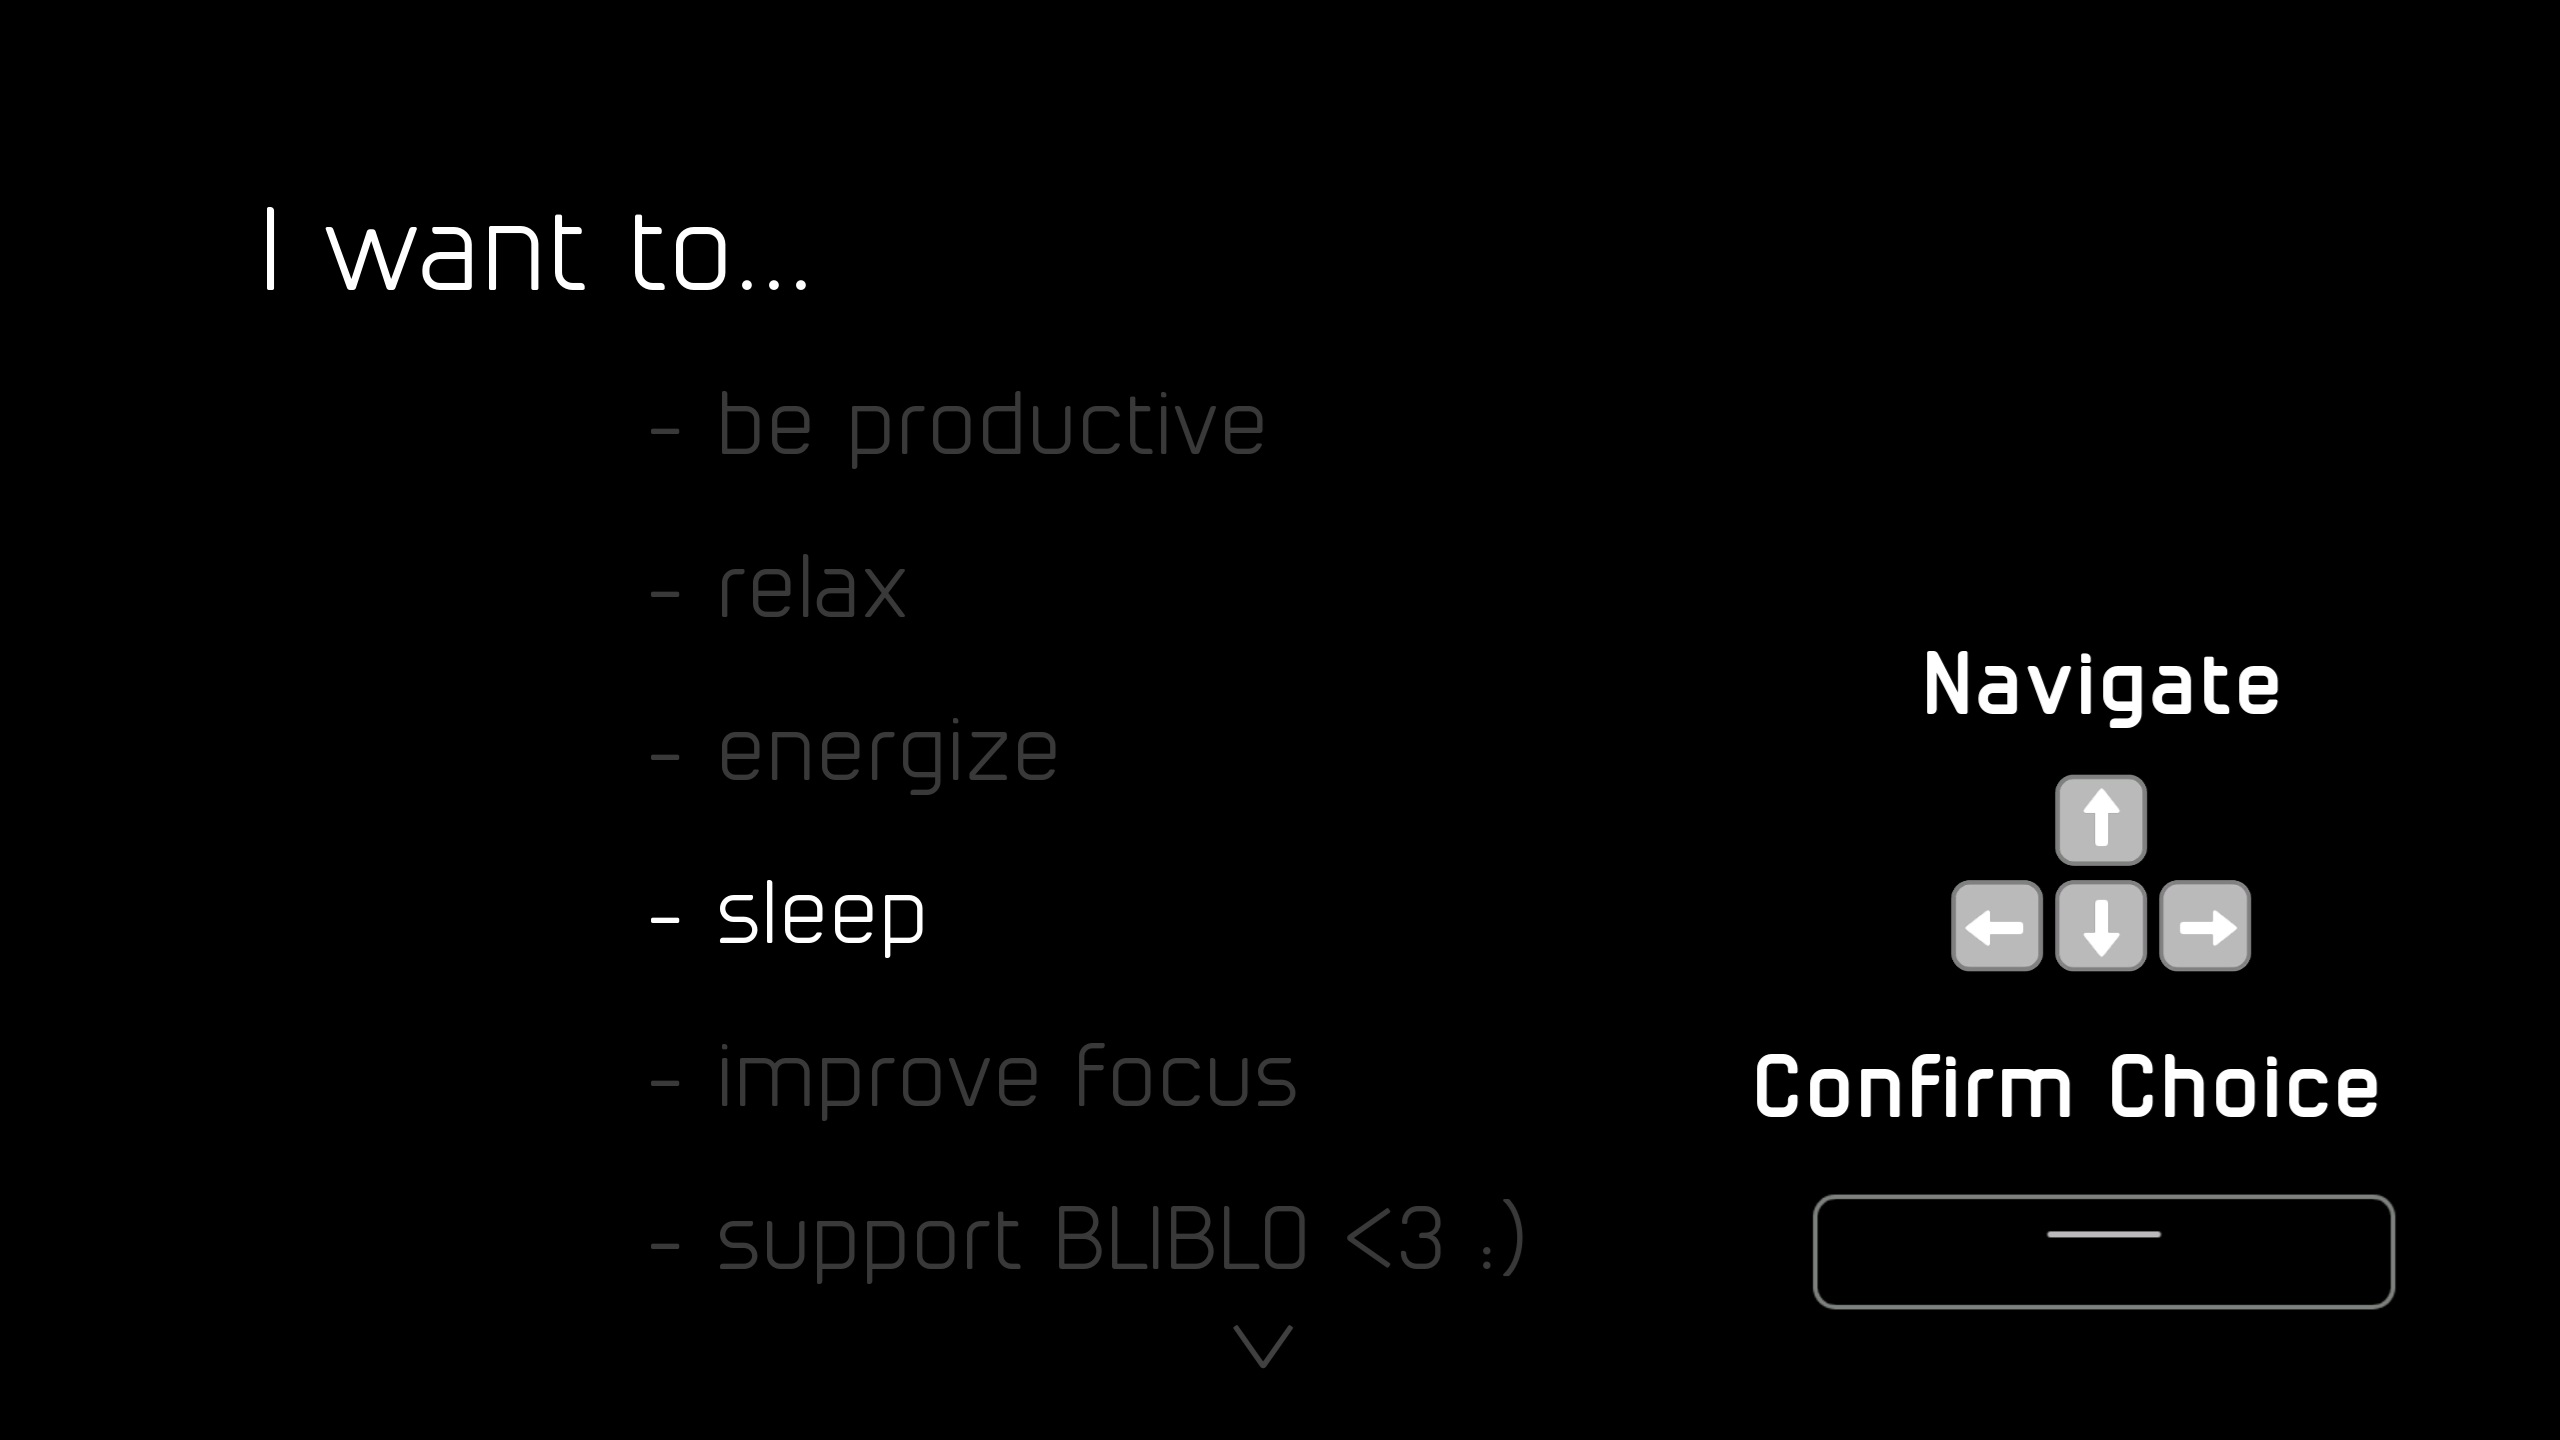 I want to...
- be productive
- relax
- energize
- sleep
- improve focus
- support BLIBLO <3 :)
Navigate
Confirm Choice